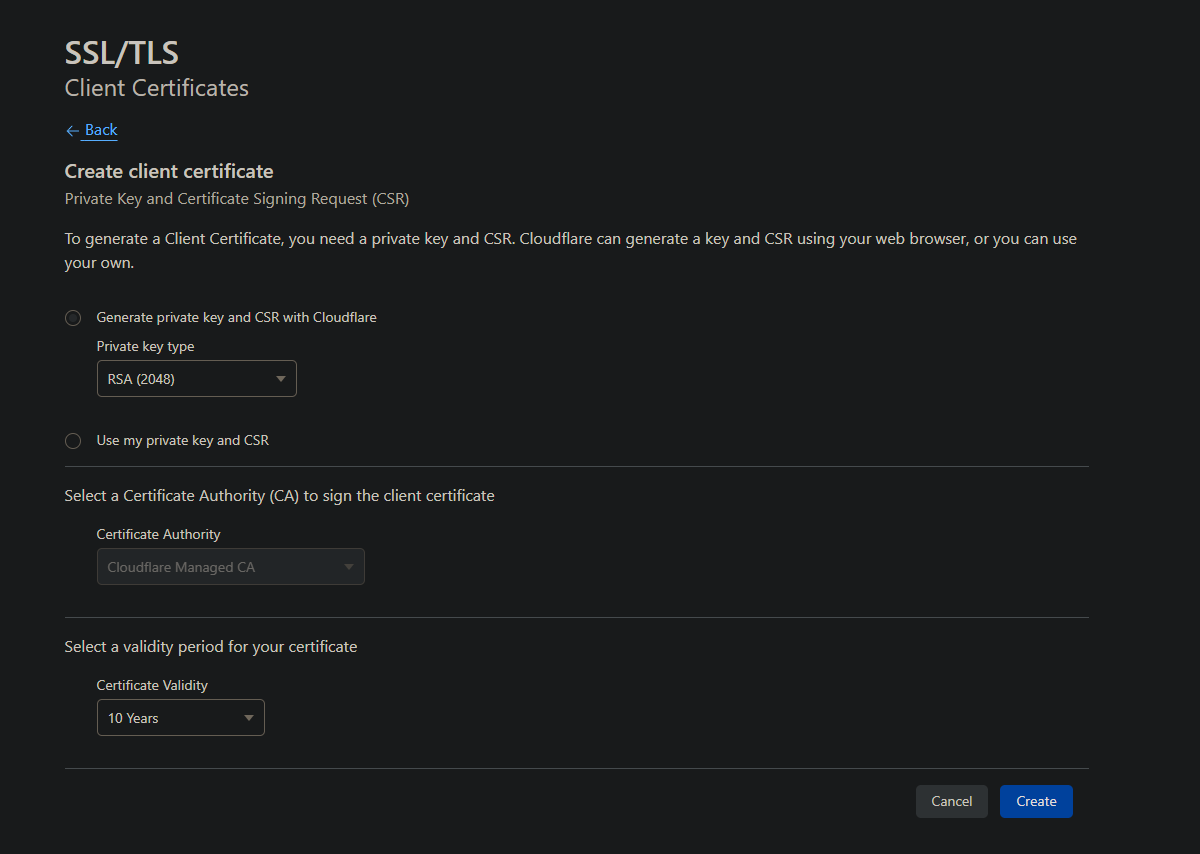 SSL/TLS
Client Certificates
← Back
Create client certificate
Private Key and Certificate Signing Request (CSR)
To generate a Client Certificate, you need a private key and CSR. Cloudflare can generate a key and CSR using your web browser, or you can use
your own.
Generate private key and CSR with Cloudflare
Private key type
RSA (2048)
Use my private key and CSR
Select a Certificate Authority (CA) to sign the client certificate
Certificate Authority
Cloudflare Managed CA
Select a validity period for your certificate
Certificate Validity
10 Years
Cancel Create